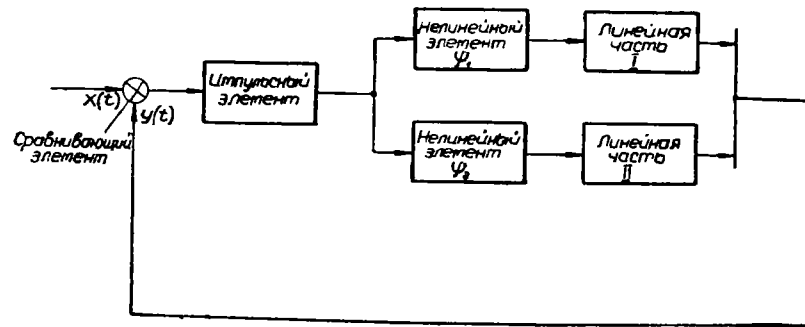 Нелинейный
элемент
Ψ₁
Линейная
часть
I
Импульсный
элемент
x(t)
y(t)
Сравнивающий
элемент
Нелинейный
элемент
Ψ₂
Линейная
часть
II